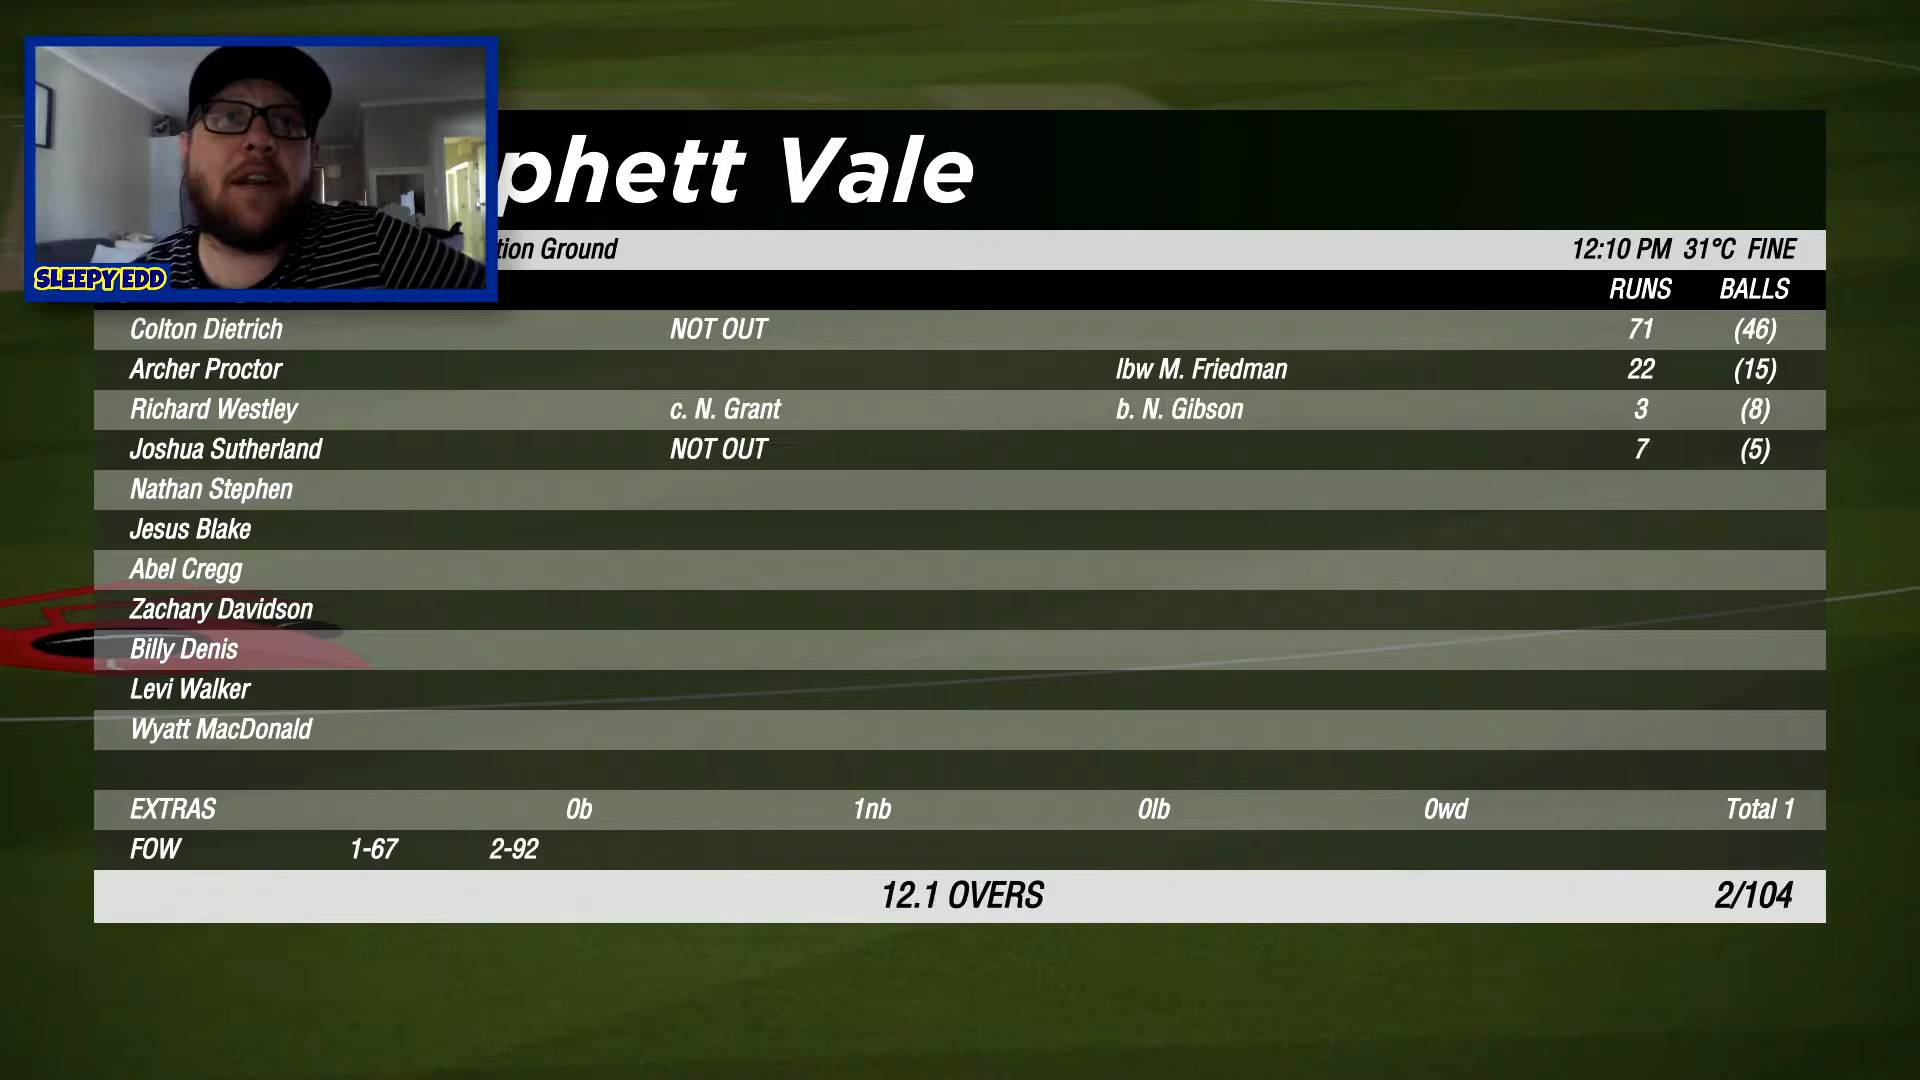 phett Vale
tion Ground 12:10 PM 31°C FINE
SLEEPY EDD
RUNS BALLS
Colton Dietrich NOT OUT 71 (46)
Archer Proctor lbw M. Friedman 22 (15)
Richard Westley c. N. Grant b. N. Gibson 3 (8)
Joshua Sutherland NOT OUT 7 (5)
Nathan Stephen
Jesus Blake
Abel Cregg
Zachary Davidson
Billy Denis
Levi Walker
Wyatt MacDonald
EXTRAS 0b 1nb 0lb 0wd Total 1
FOW 1-67 2-92
12.1 OVERS 2/104